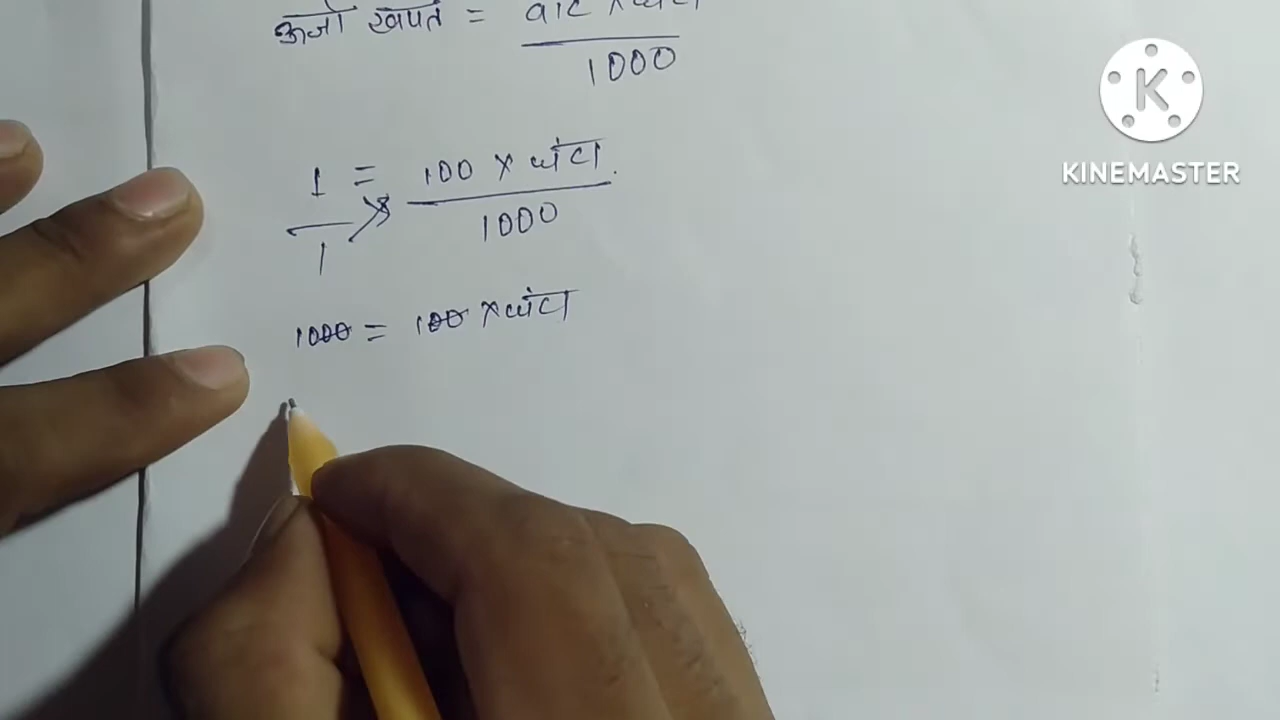 ऊर्जा खपत = वाट × घंटा
1000
1 = 100 × घंटा
1 1000
1000 = 100 × घंटा
K
KINEMASTER